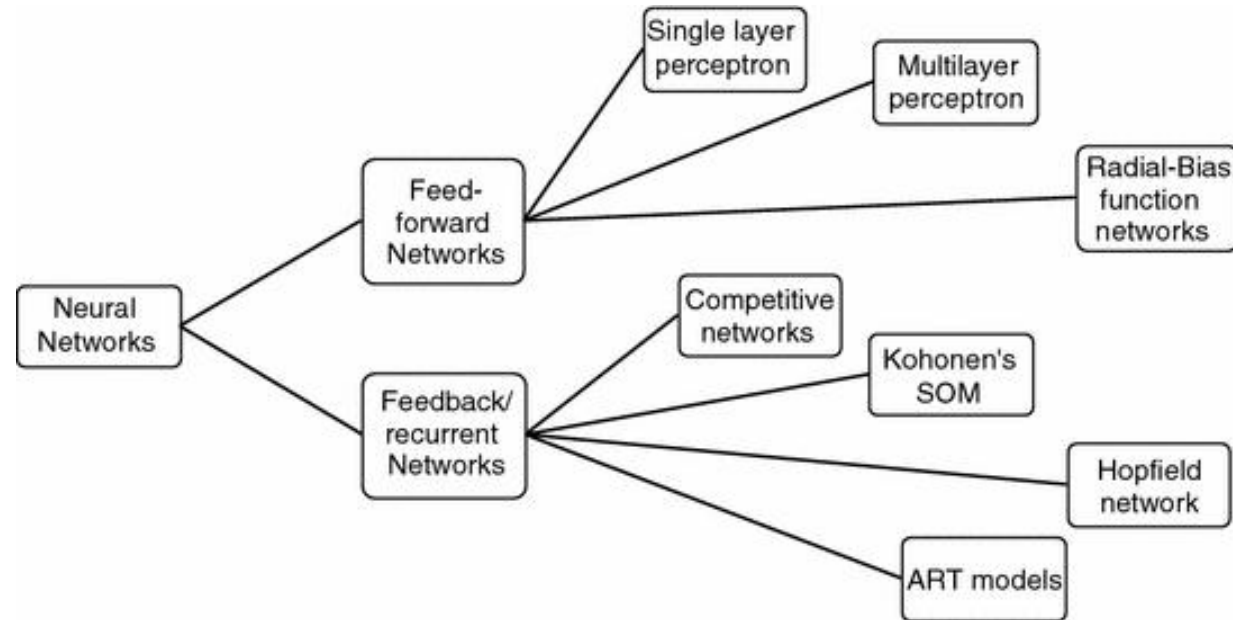 Single layer
perceptron
Multilayer
perceptron
Radial-Bias
function
networks
Feed-
forward
Networks
Neural
Networks
Competitive
networks
Kohonen's
SOM
Feedback/
recurrent
Networks
Hopfield
network
ART models